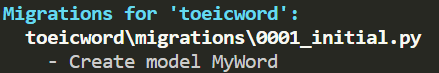 Migrations for 'toeicword':
toeicword\migrations\0001_initial.py
- Create model MyWord